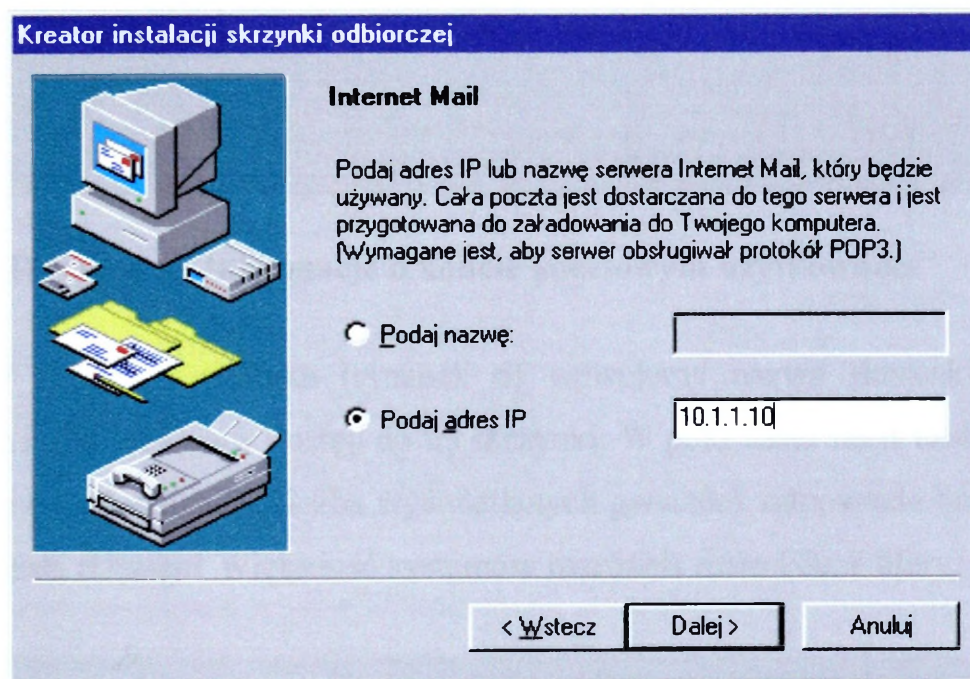 Kreator instalacji skrzynki odbiorczej
Internet Mail
Podaj adres IP lub nazwę serwera Internet Mail, który będzie
używany. Cała poczta jest dostarczana do tego serwera i jest
przygotowana do załadowania do Twojego komputera.
(Wymagane jest, aby serwer obsługiwał protokół POP3.)
Podaj nazwę:
Podaj adres IP
10.1.1.10
< Wstecz
Dalej >
Anuluj